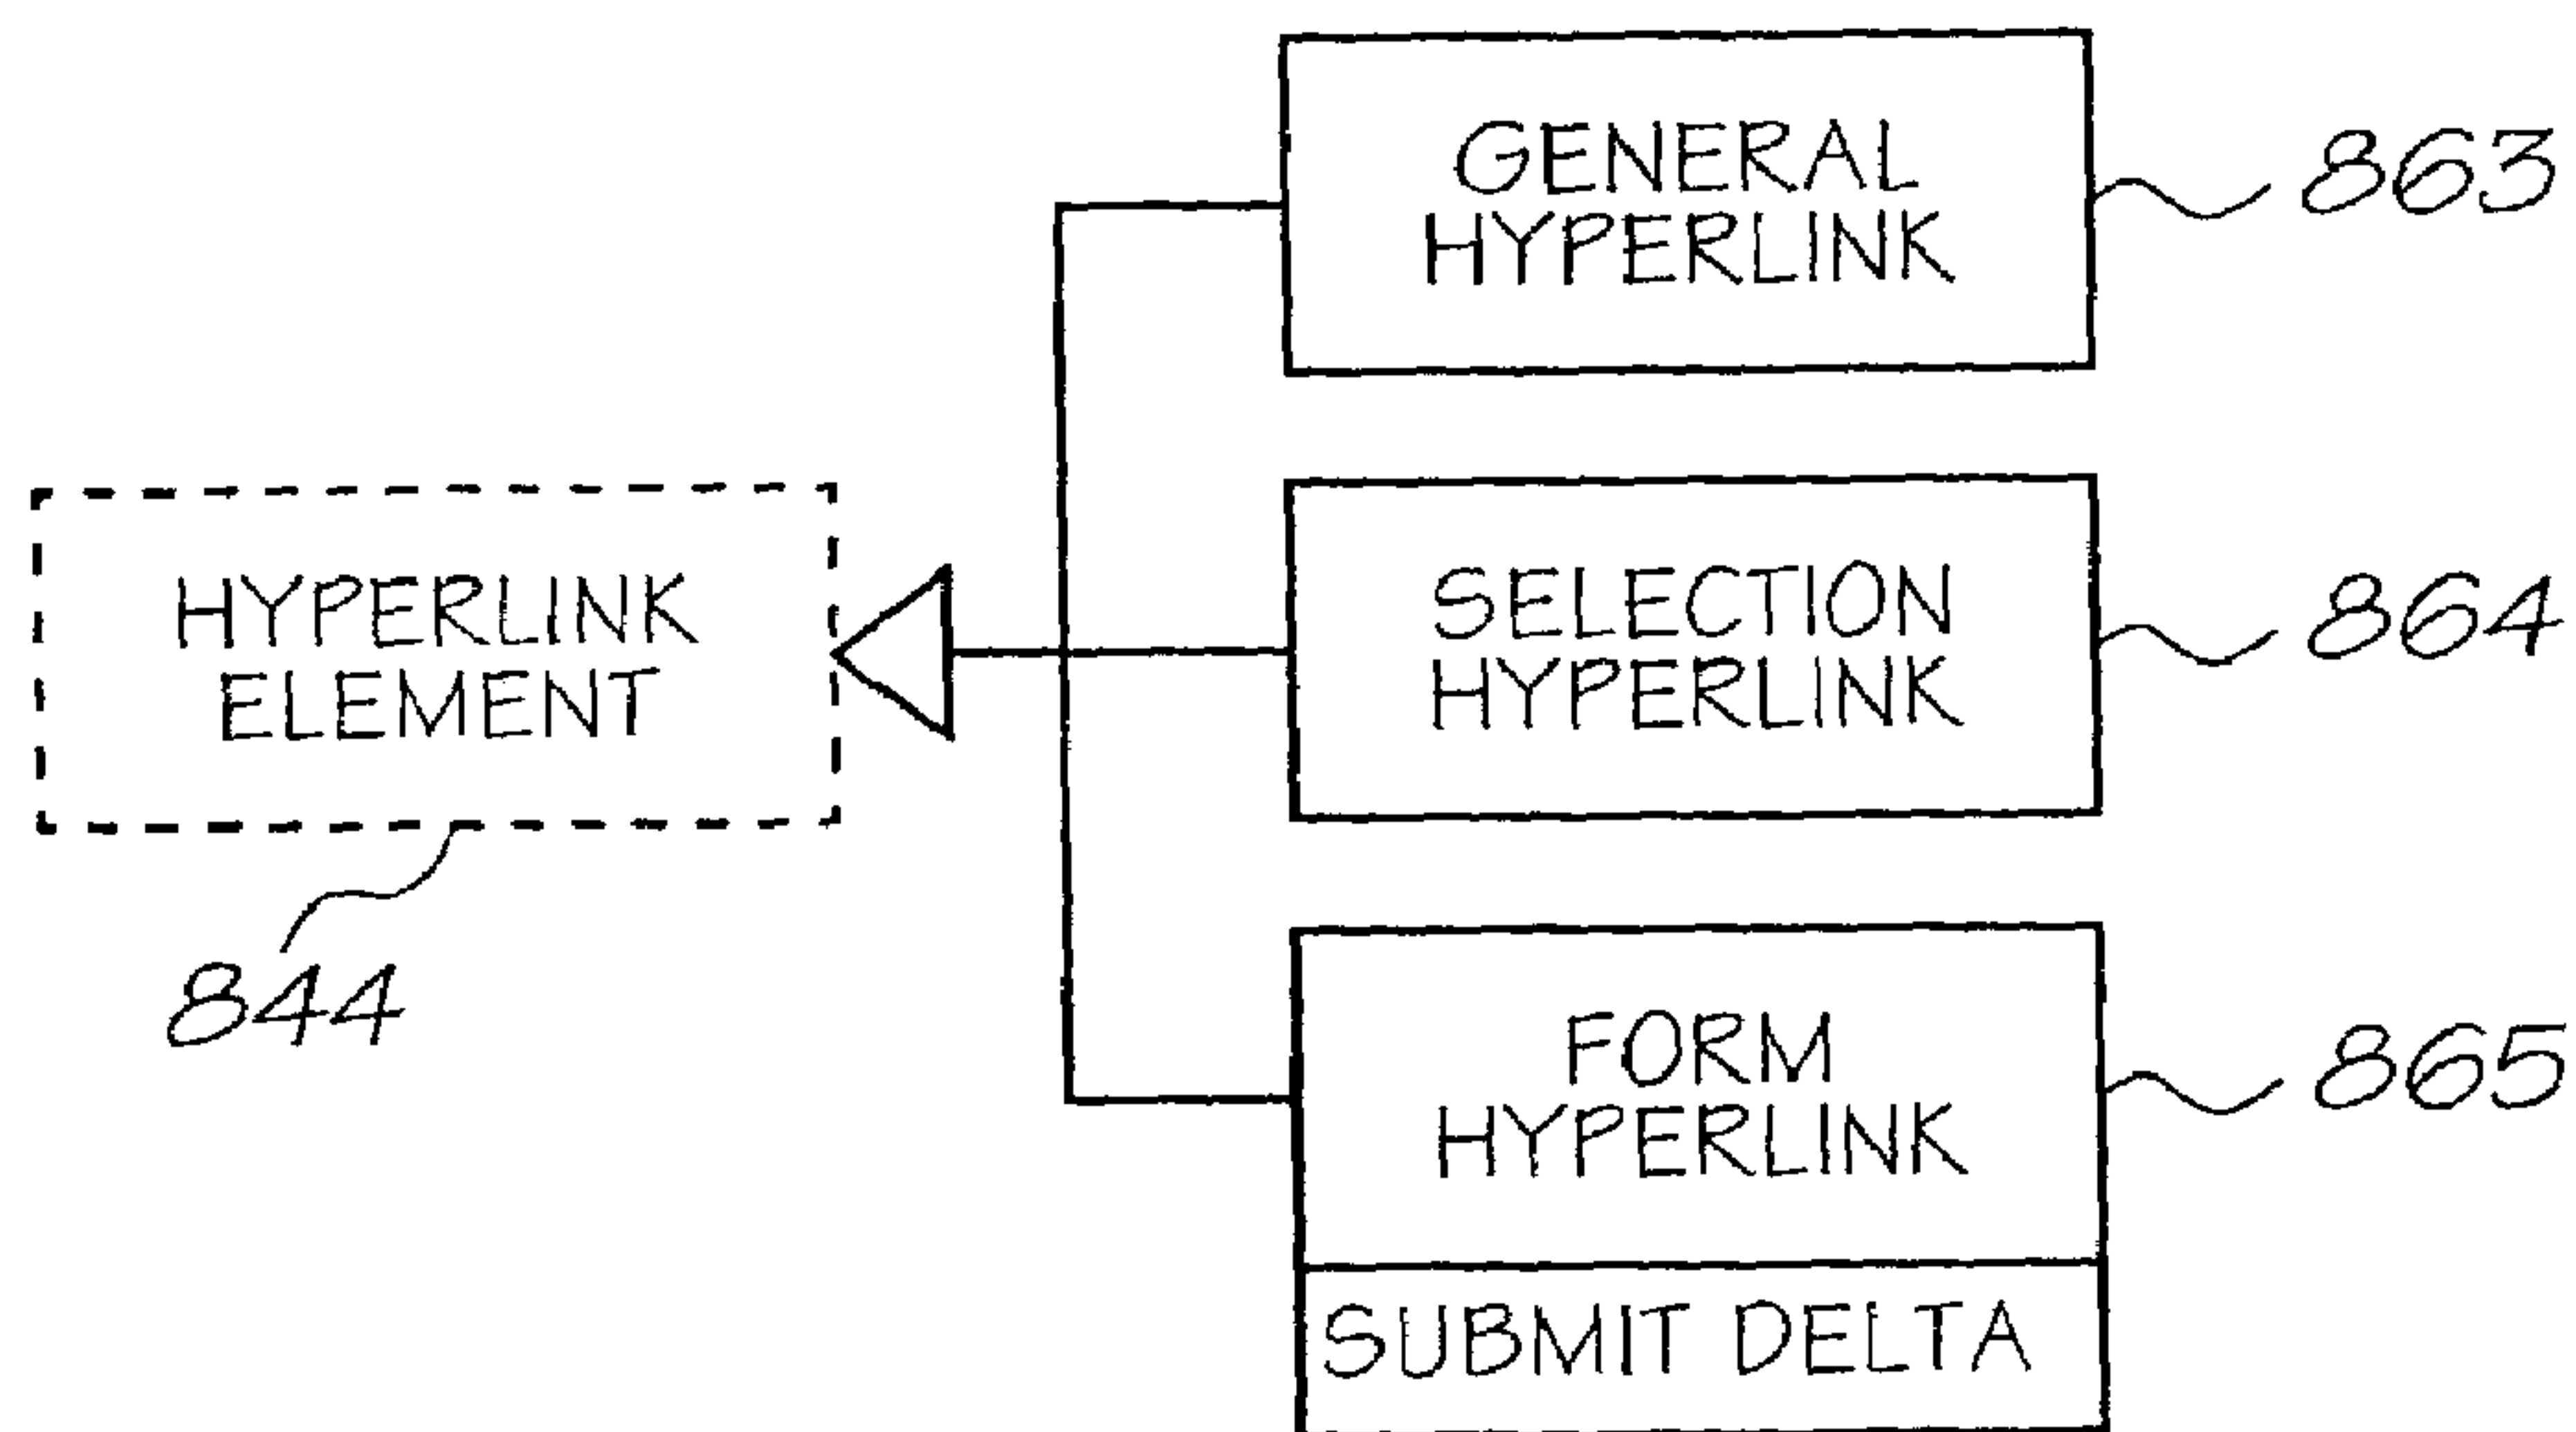 GENERAL
HYPERLINK
863
HYPERLINK
ELEMENT
844
SELECTION
HYPERLINK
864
FORM
HYPERLINK
865
SUBMIT DELTA